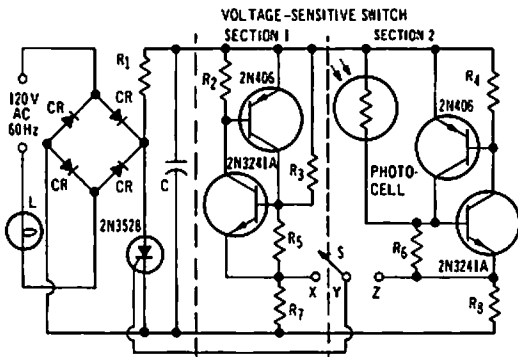 VOLTAGE-SENSITIVE SWITCH
SECTION 1
SECTION 2
R1
R2
2N406
R4
120V
AC
60Hz
CR
CR
CR
CR
C
2N3241A
R3
2N406
PHOTO-
CELL
L
2N3528
R5
S
R6
2N3241A
X
Y
Z
R7
R8